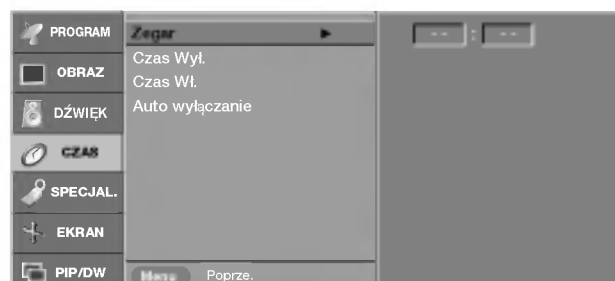 PROGRAM
OBRAZ
DŹWIĘK
CZAS
SPECJAL.
EKRAN
PIP/DW
Zegar
Czas Wył.
Czas Wł.
Auto wyłączanie
Menu Poprze.
-- : --